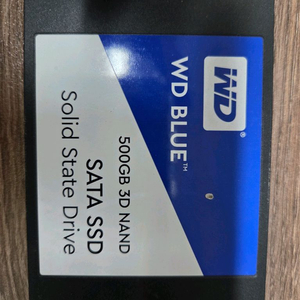 WD
®
WD BLUE™
500GB 3D NAND
SATA SSD
Solid State Drive